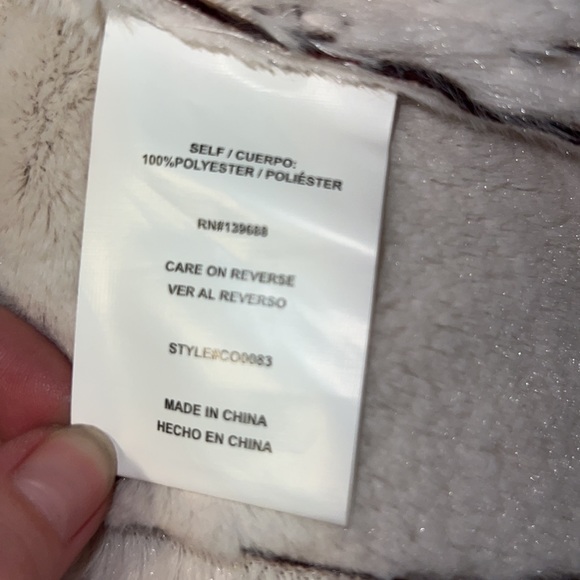 SELF / CUERPO:
100%POLYESTER / POLIÉSTER
RN#139688
CARE ON REVERSE
VER AL REVERSO
STYLE#CO0083
MADE IN CHINA
HECHO EN CHINA